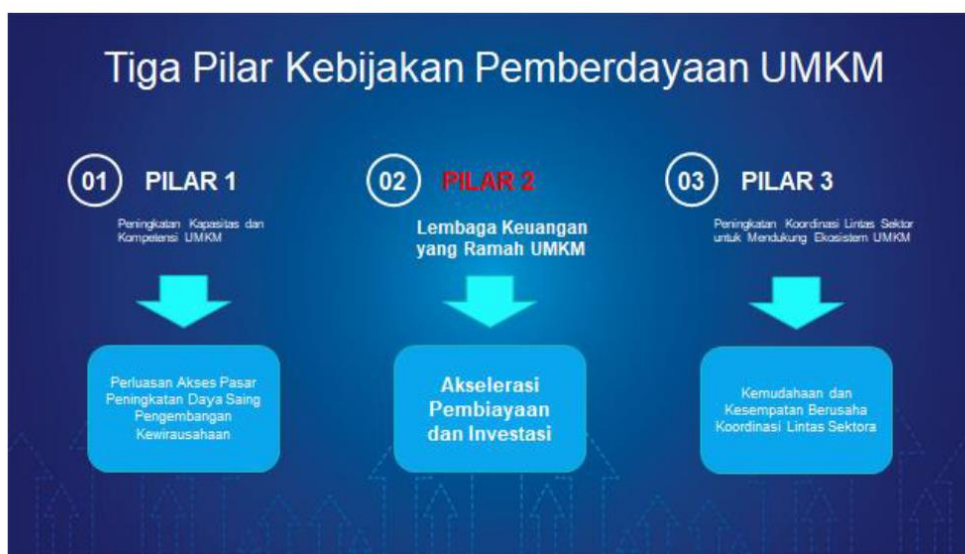 Tiga Pilar Kebijakan Pemberdayaan UMKM
01 PILAR 1
Peningkatan Kapasitas dan
Kompetensi UMKM
Perluasan Akses Pasar
Peningkatan Daya Saing
Pengembangan
Kewirausahaan
02 PILAR 2
Lembaga Keuangan
yang Ramah UMKM
Akselerasi
Pembiayaan
dan Investasi
03 PILAR 3
Peningkatan Koordinasi Lintas Sektor
untuk Mendukung Ekosistem UMKM
Kemudahaan dan
Kesempatan Berusaha
Koordinasi Lintas Sektora